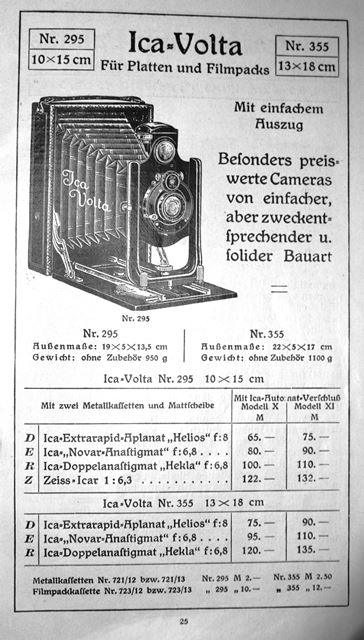 Nr. 295
10×15 cm
Ica-Volta
Für Platten und Filmpacks
Nr. 355
13×18 cm
Mit einfachem
Auszug
Besonders preis-
werte Cameras
von einfacher,
aber zweckent-
sprechender u.
solider Bauart
Ica
Volta
Nr. 295
Nr. 295
Außenmaße: 19×5×13,5 cm
Gewicht: ohne Zubehör 950 g
Nr. 355
Außenmaße: 22×5×17 cm
Gewicht: ohne Zubehör 1100 g
Ica-Volta Nr. 295 10×15 cm
Mit zwei Metallkassetten und Mattscheibe
Mit Ica-Automat-Verschluß
Modell X Modell XI
M M
D Ica-Extrarapid-Aplanat „Helios“ f:8 65.— 75.—
E Ica-„Novar-Anastigmat“ f:6,8 . . . . 80.— 90.—
R Ica-Doppelanastigmat „Hekla“ f:6,8 100.— 110.—
Z Zeiss-Icar 1:6,3 . . . . . . . . . . . 122.— 132.—
Ica-Volta Nr. 355 13×18 cm
D Ica-Extrarapid-Aplanat „Helios“ f:8 75.— 90.—
E Ica-„Novar-Anastigmat“ f:6,8 . . . . 95.— 110.—
R Ica-Doppelanastigmat „Hekla“ f:6,8 120.— 135.—
Metallkassetten Nr. 721/12 bzw. 721/13 Nr. 295 M 2.— Nr. 355 M 2.50
Filmpackkassette Nr. 723/12 bzw. 723/13 „ 295 „ 10.— „ 355 „ 12.—
25